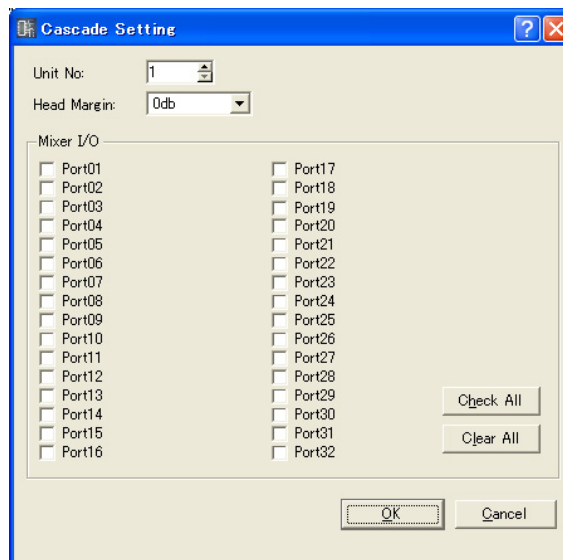 Cascade Setting
Unit No: 1
Head Margin: 0db
Mixer I/O
Port01
Port02
Port03
Port04
Port05
Port06
Port07
Port08
Port09
Port10
Port11
Port12
Port13
Port14
Port15
Port16
Port17
Port18
Port19
Port20
Port21
Port22
Port23
Port24
Port25
Port26
Port27
Port28
Port29
Port30
Port31
Port32
Check All
Clear All
OK
Cancel